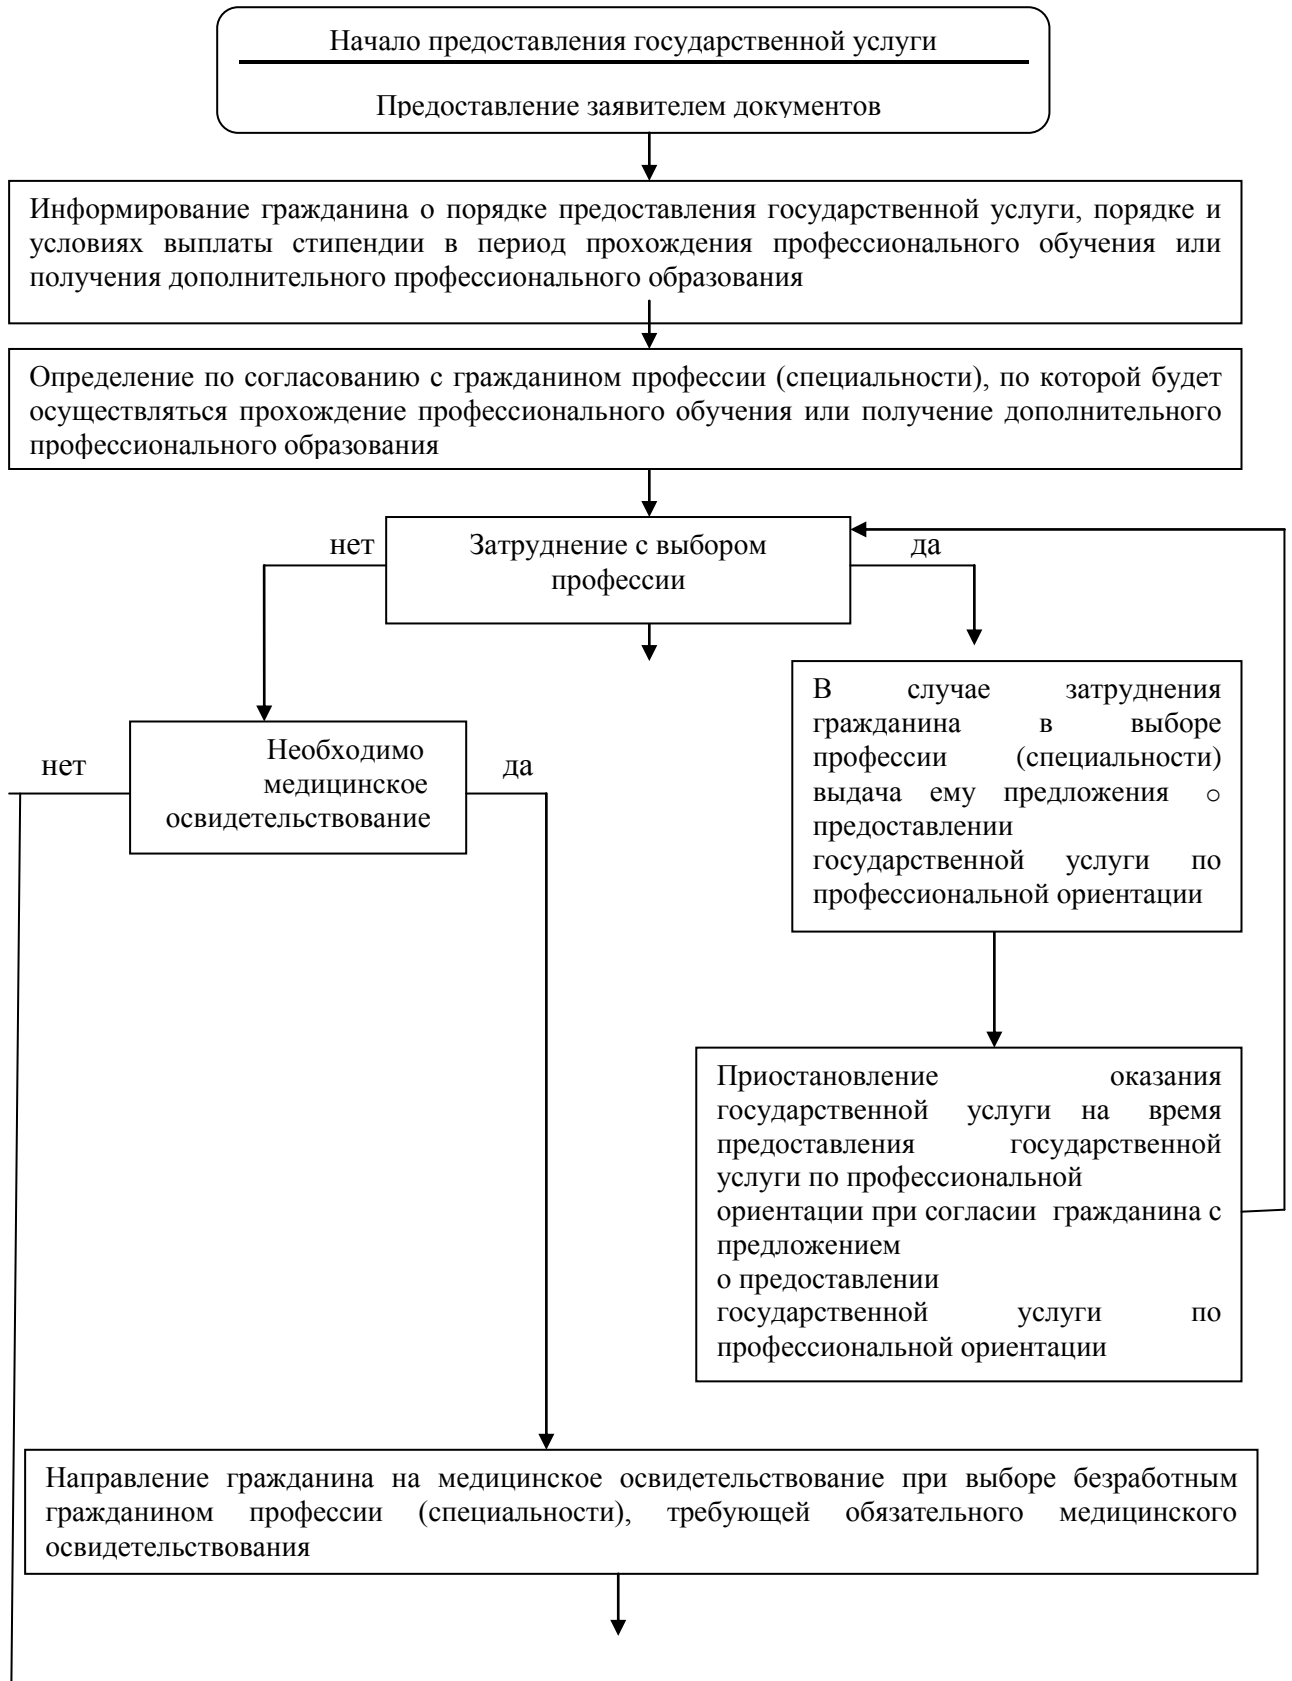 Начало предоставления государственной услуги
Предоставление заявителем документов
Информирование гражданина о порядке предоставления государственной услуги, порядке и
условиях выплаты стипендии в период прохождения профессионального обучения или
получения дополнительного профессионального образования
Определение по согласованию с гражданином профессии (специальности), по которой будет
осуществляться прохождение профессионального обучения или получение дополнительного
профессионального образования
нет
Затруднение с выбором
профессии
да
В случае затруднения
гражданина в выборе
профессии (специальности)
выдача ему предложения о
предоставлении
государственной услуги по
профессиональной ориентации
нет
Необходимо
медицинское
освидетельствование
да
Приостановление оказания
государственной услуги на время
предоставления государственной
услуги по профессиональной
ориентации при согласии гражданина с
предложением
о предоставлении
государственной услуги по
профессиональной ориентации
Направление гражданина на медицинское освидетельствование при выборе безработным
гражданином профессии (специальности), требующей обязательного медицинского
освидетельствования